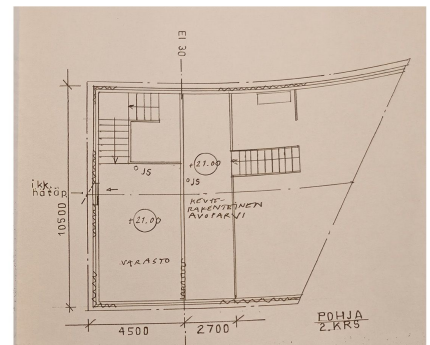 EI 30
+21.00
JS
JS
ikk.
hätöp
KEVYT-
RAKENTEINEN
AVOPARVI
+21.00
10500
VARASTO
POHJA
2.KRS
4500
2700